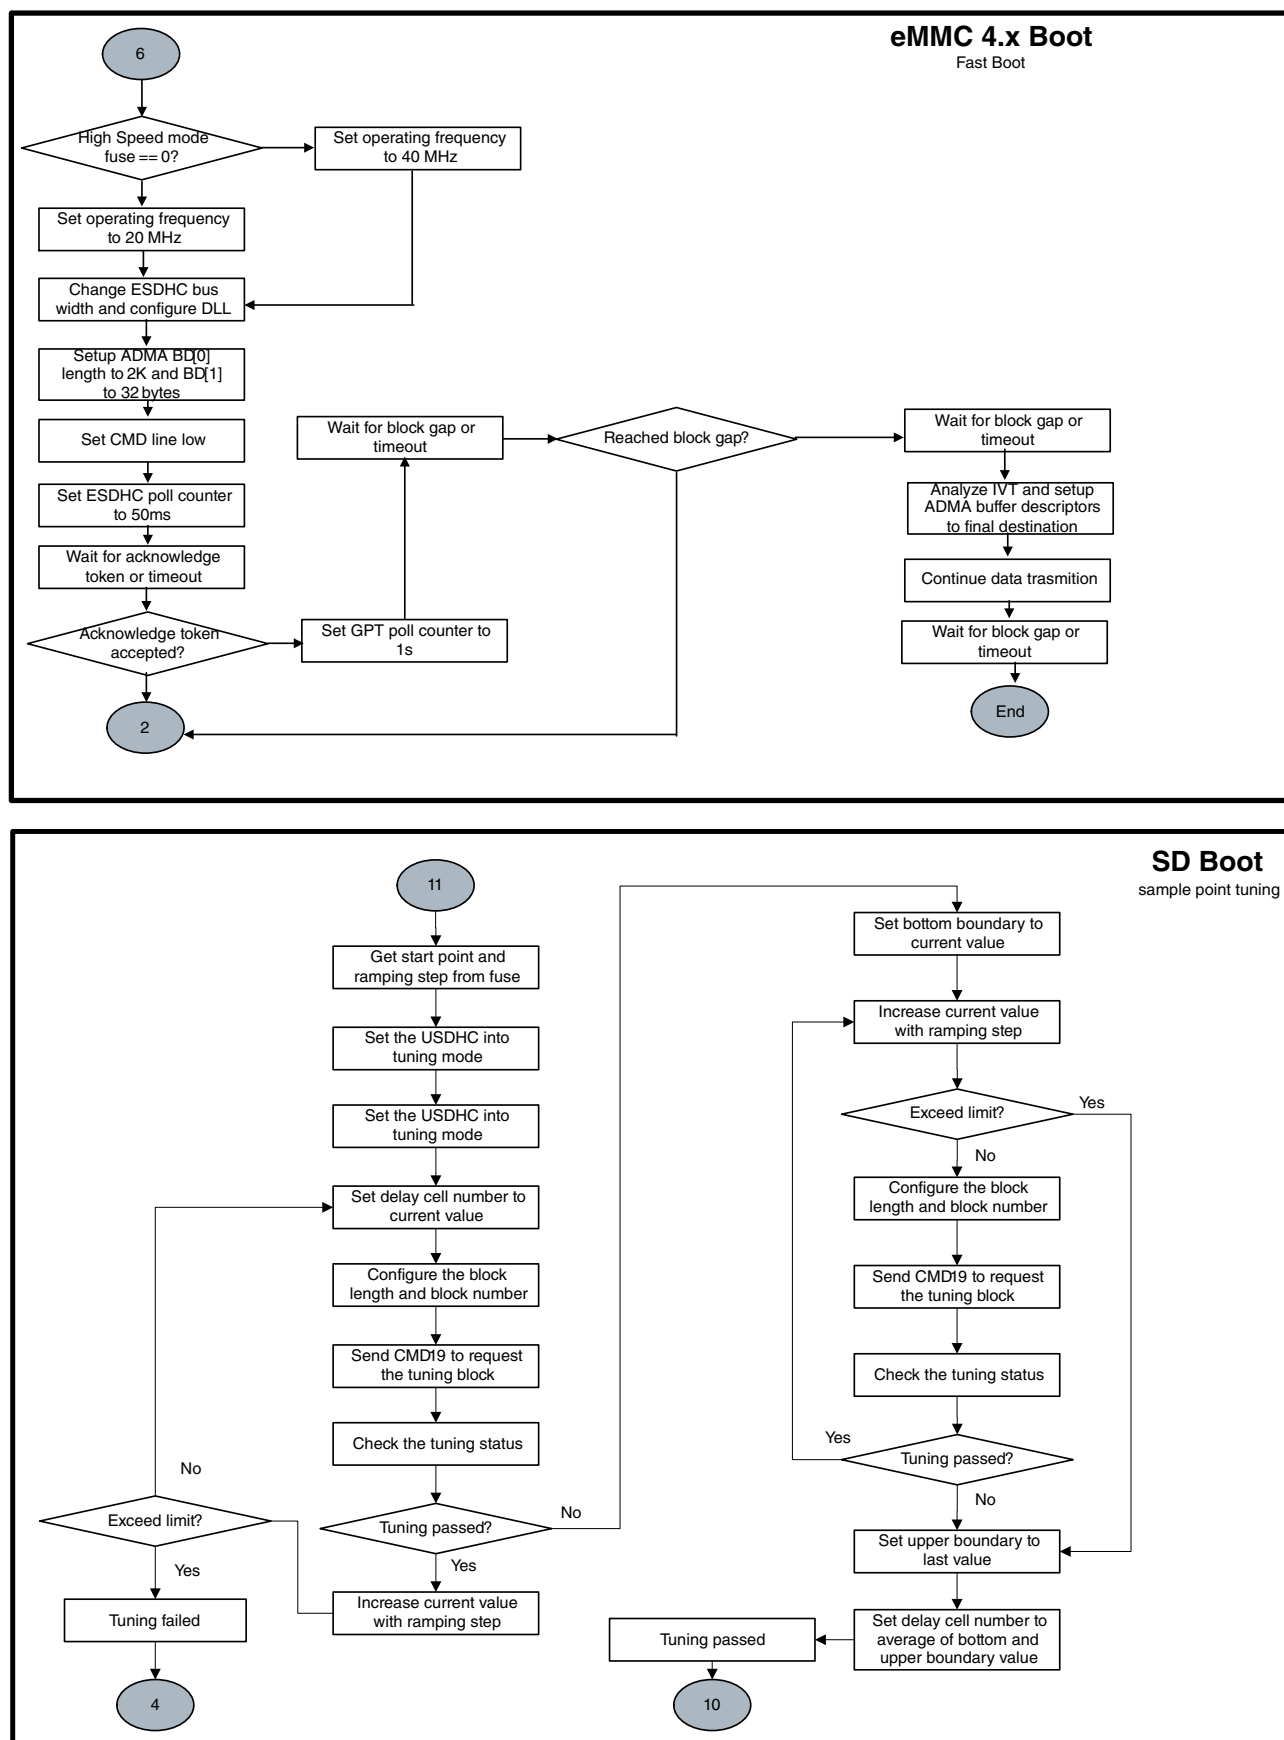 eMMC 4.x Boot
Fast Boot
6
High Speed mode
fuse == 0?
Set operating frequency
to 40 MHz
Set operating frequency
to 20 MHz
Change ESDHC bus
width and configure DLL
Setup ADMA BD[0]
length to 2K and BD[1]
to 32 bytes
Set CMD line low
Set ESDHC poll counter
to 50ms
Wait for acknowledge
token or timeout
Acknowledge token
accepted?
2
Set GPT poll counter to
1s
Wait for block gap or
timeout
Reached block gap?
Wait for block gap or
timeout
Analyze IVT and setup
ADMA buffer descriptors
to final destination
Continue data trasmition
Wait for block gap or
timeout
End
SD Boot
sample point tuning
11
Get start point and
ramping step from fuse
Set the USDHC into
tuning mode
Set the USDHC into
tuning mode
Set delay cell number to
current value
Configure the block
length and block number
Send CMD19 to request
the tuning block
Check the tuning status
Tuning passed?
No
Yes
Increase current value
with ramping step
Exceed limit?
No
Yes
Tuning failed
4
Set bottom boundary to
current value
Increase current value
with ramping step
Exceed limit?
Yes
No
Configure the block
length and block number
Send CMD19 to request
the tuning block
Check the tuning status
Tuning passed?
Yes
No
Set upper boundary to
last value
Set delay cell number to
average of bottom and
upper boundary value
Tuning passed
10